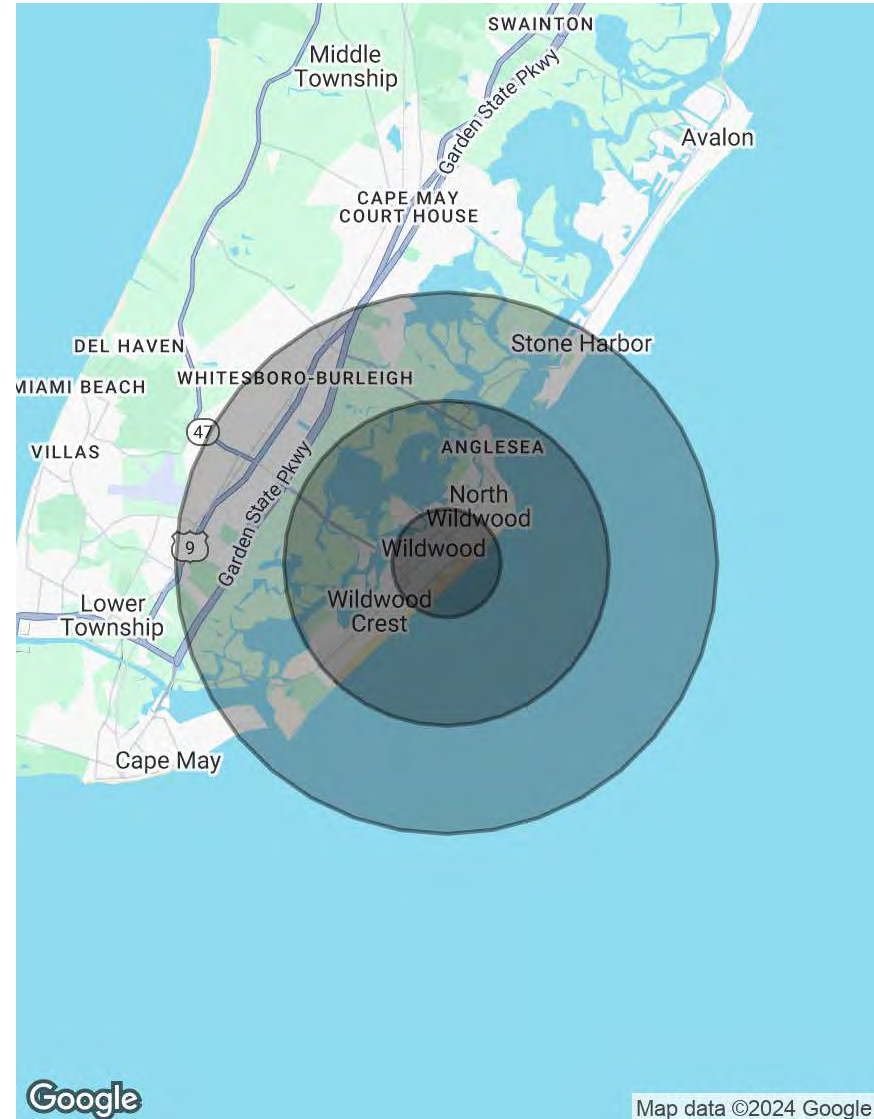 SWAINTON
Middle
Township
Garden State Pkwy
Avalon
CAPE MAY
COURT HOUSE
Stone Harbor
DEL HAVEN
MIAMI BEACH
WHITESBORO-BURLEIGH
47
VILLAS
ANGLESEA
Garden State Pkwy
North
Wildwood
Wildwood
9
Wildwood
Crest
Lower
Township
Cape May
Google
Map data ©2024 Google